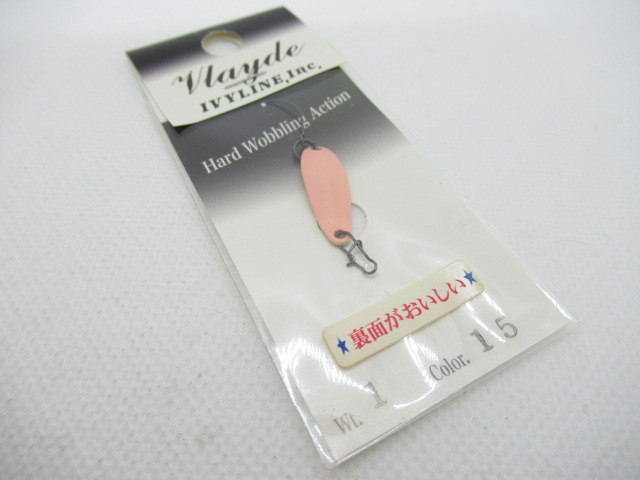 Vlayde
IVYLINE, Inc.
Hard Wobbling Action
★裏面がおいしい★
Wt. 1 Color. 15